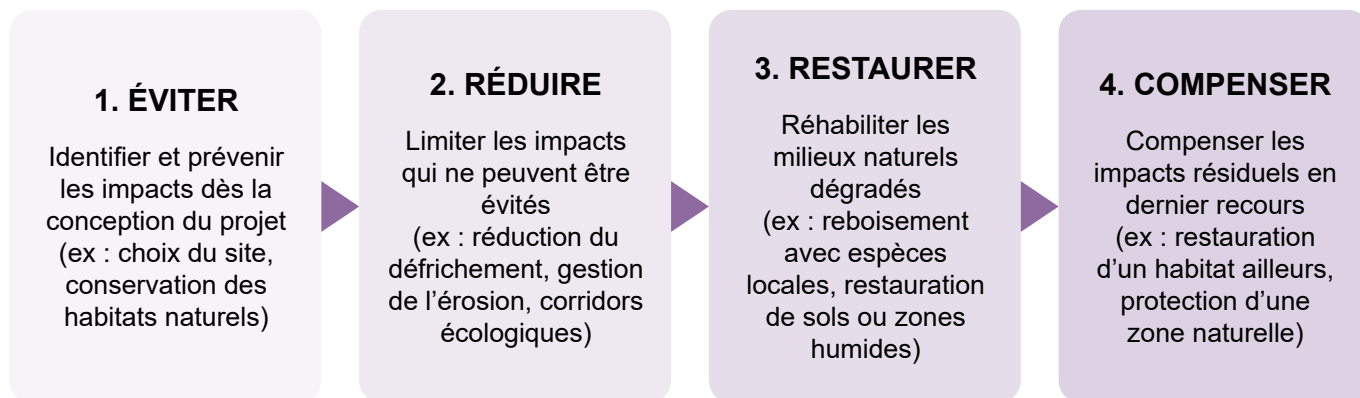 1. ÉVITER
Identifier et prévenir
les impacts dès la
conception du projet
(ex : choix du site,
conservation des
habitats naturels)
2. RÉDUIRE
Limiter les impacts
qui ne peuvent être
évités
(ex : réduction du
défrichement, gestion
de l’érosion, corridors
écologiques)
3. RESTAURER
Réhabiliter les
milieux naturels
dégradés
(ex : reboisement
avec espèces
locales, restauration
de sols ou zones
humides)
4. COMPENSER
Compenser les
impacts résiduels en
dernier recours
(ex : restauration
d’un habitat ailleurs,
protection d’une
zone naturelle)